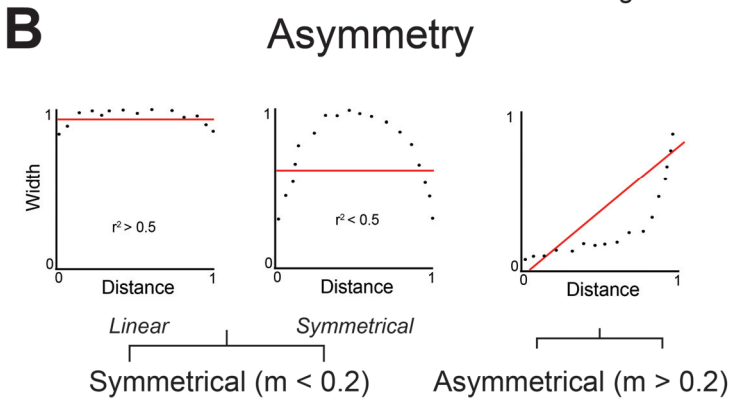 B
Asymmetry
1
Width
r² > 0.5
0
0
1
Distance
1
r² < 0.5
0
0
1
Distance
1
0
0
1
Distance
Linear
Symmetrical
Symmetrical (m < 0.2)
Asymmetrical (m > 0.2)